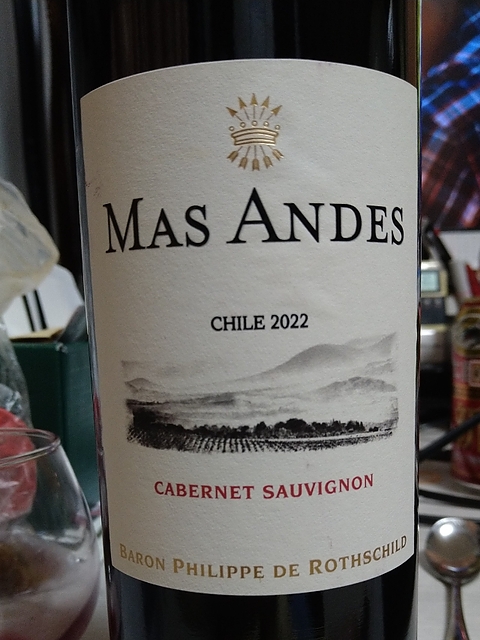 MAS ANDES
CHILE 2022
CABERNET SAUVIGNON
BARON PHILIPPE DE ROTHSCHILD